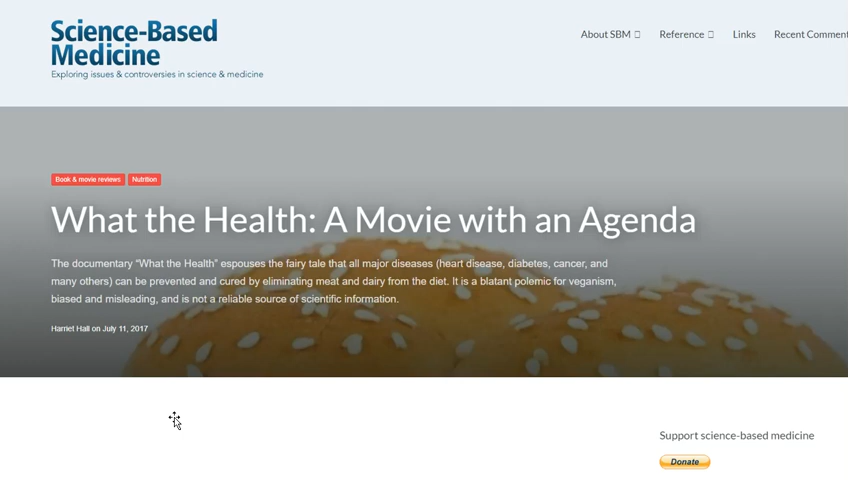 Science-Based
Medicine
Exploring issues & controversies in science & medicine
About SBM
Reference
Links
Recent Comment
Book & movie reviews
Nutrition
What the Health: A Movie with an Agenda
The documentary "What the Health" espouses the fairy tale that all major diseases (heart disease, diabetes, cancer, and
many others) can be prevented and cured by eliminating meat and dairy from the diet. It is a blatant polemic for veganism,
biased and misleading, and is not a reliable source of scientific information.
Harriet Hall on July 11, 2017
Support science-based medicine
Donate